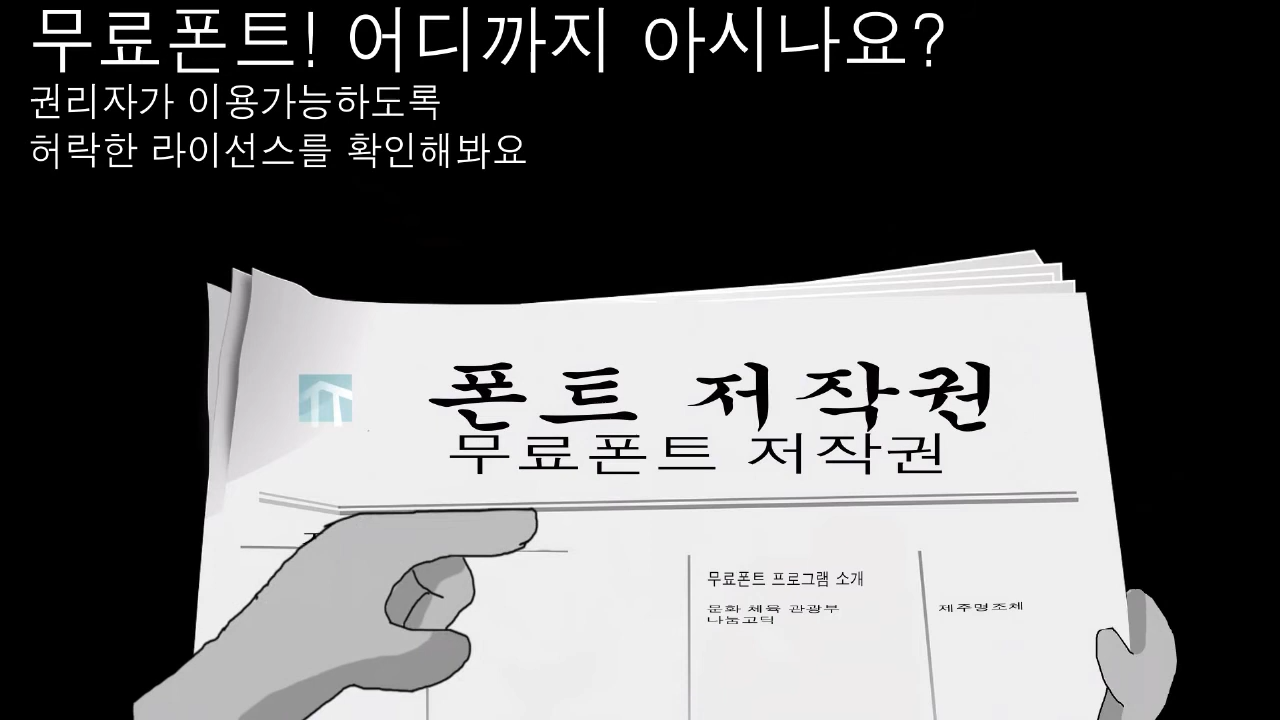 무료폰트! 어디까지 아시나요?
권리자가 이용가능하도록
허락한 라이선스를 확인해봐요
폰트 저작권
무료폰트 저작권
무료폰트 프로그램 소개
문화 체육 관광부
나눔고딕
제주명조체